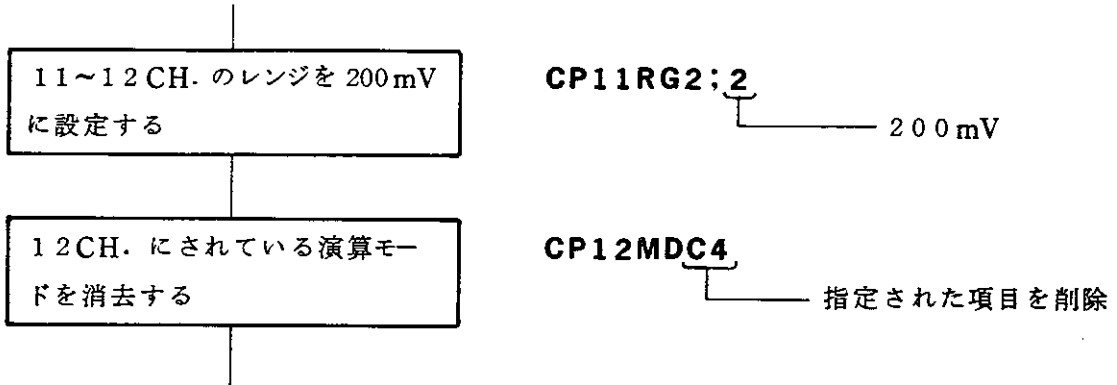 11~12CH. のレンジを 200mV
に設定する
CP11RG2;2
200mV
12CH. にされている演算モー
ドを消去する
CP12MDC4
指定された項目を削除